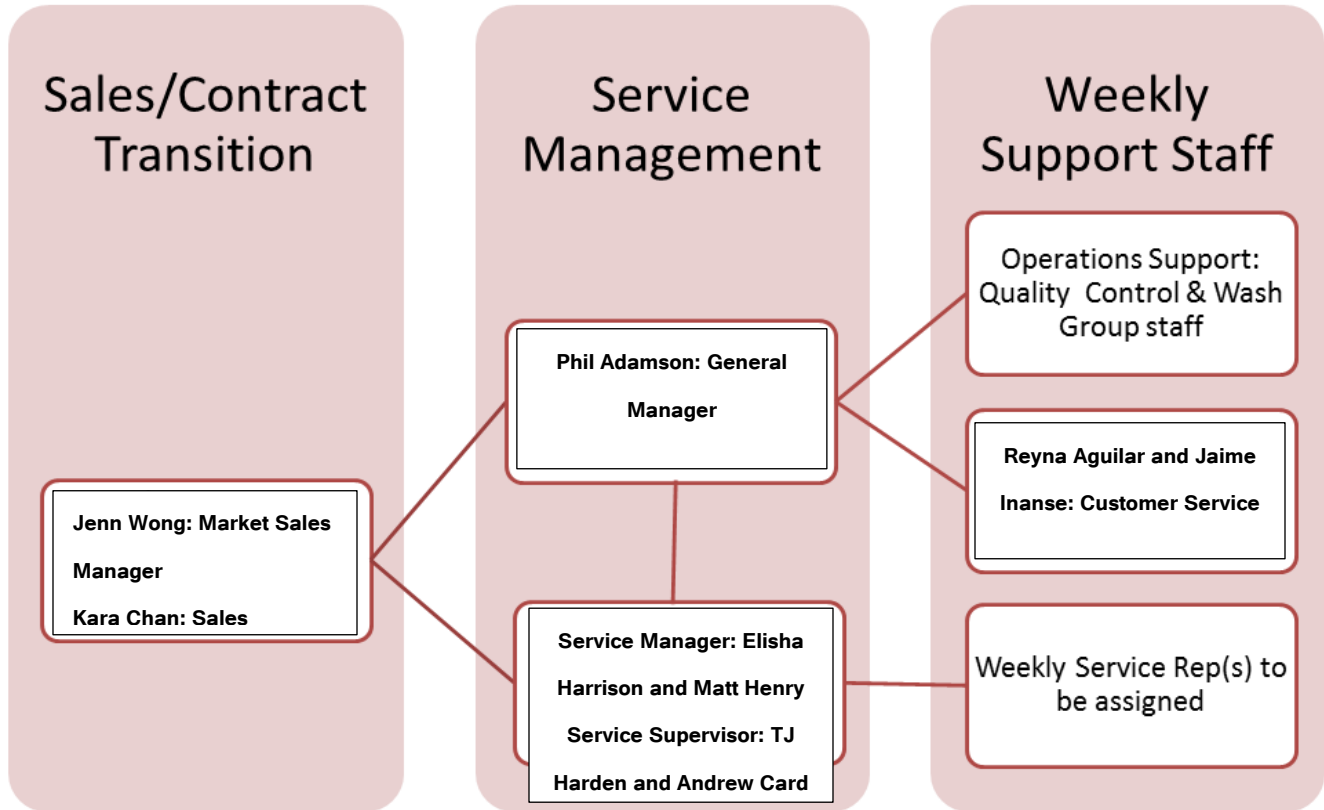 Sales/Contract
Transition
Jenn Wong: Market Sales
Manager
Kara Chan: Sales
Service
Management
Phil Adamson: General
Manager
Service Manager: Elisha
Harrison and Matt Henry
Service Supervisor: TJ
Harden and Andrew Card
Weekly
Support Staff
Operations Support:
Quality Control & Wash
Group staff
Reyna Aguilar and Jaime
Inanse: Customer Service
Weekly Service Rep(s) to
be assigned